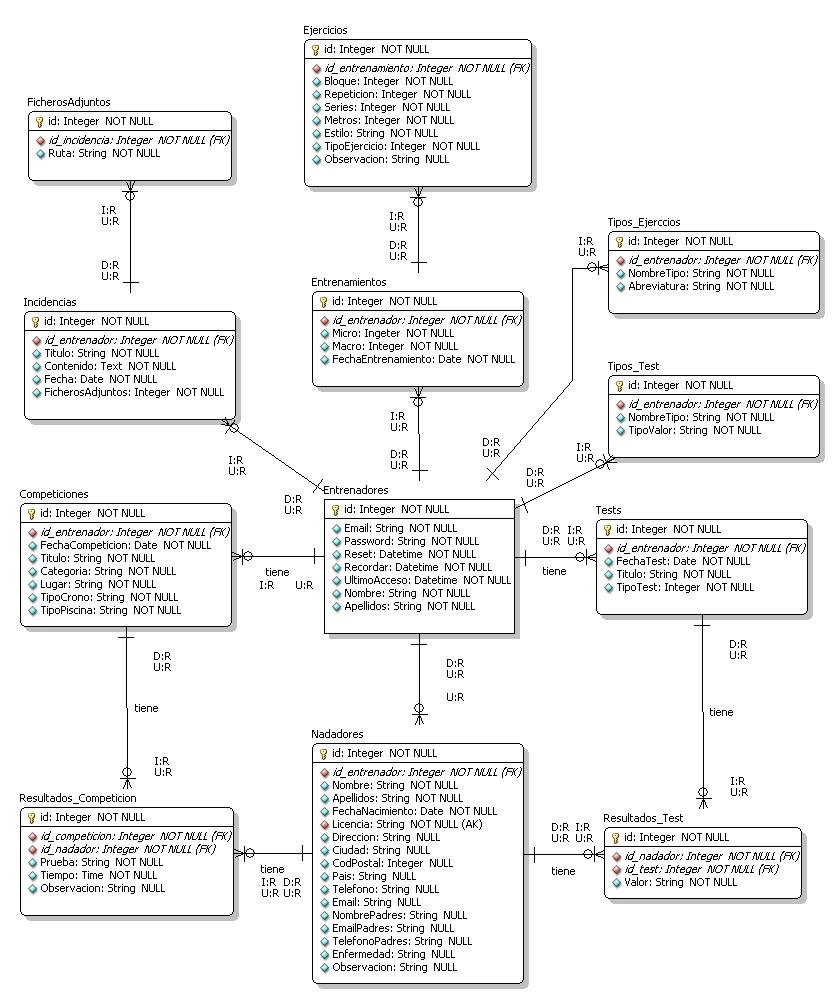 Ejercicios
id: Integer NOT NULL
id_entrenamiento: Integer NOT NULL (FK)
Bloque: Integer NOT NULL
Repeticion: Integer NOT NULL
Series: Integer NOT NULL
Metros: Integer NOT NULL
Estilo: String NOT NULL
TipoEjercicio: Integer NOT NULL
Observacion: String NULL
FicherosAdjuntos
id: Integer NOT NULL
id_incidencia: Integer NOT NULL (FK)
Ruta: String NOT NULL
I:R
U:R
D:R
U:R
I:R
U:R
D:R
U:R
Tipos_Ejerccios
id: Integer NOT NULL
id_entrenador: Integer NOT NULL (FK)
NombreTipo: String NOT NULL
Abreviatura: String NOT NULL
I:R
U:R
D:R
U:R
Incidencias
id: Integer NOT NULL
id_entrenador: Integer NOT NULL (FK)
Titulo: String NOT NULL
Contenido: Text NOT NULL
Fecha: Date NOT NULL
FicherosAdjuntos: Integer NOT NULL
Entrenamientos
id: Integer NOT NULL
id_entrenador: Integer NOT NULL (FK)
Micro: Ingeter NOT NULL
Macro: Integer NOT NULL
FechaEntrenamiento: Date NOT NULL
Tipos_Test
id: Integer NOT NULL
id_entrenador: Integer NOT NULL (FK)
NombreTipo: String NOT NULL
TipoValor: String NOT NULL
I:R
U:R
D:R
U:R
I:R
U:R
D:R
U:R
I:R
U:R
D:R
U:R
Competiciones
id: Integer NOT NULL
id_entrenador: Integer NOT NULL (FK)
FechaCompeticion: Date NOT NULL
Titulo: String NOT NULL
Categoria: String NOT NULL
Lugar: String NOT NULL
TipoCrono: String NOT NULL
TipoPiscina: String NOT NULL
tiene
I:R U:R
Entrenadores
id: Integer NOT NULL
Email: String NOT NULL
Password: String NOT NULL
Reset: Datetime NOT NULL
Recordar: Datetime NOT NULL
UltimoAcceso: Datetime NOT NULL
Nombre: String NOT NULL
Apellidos: String NOT NULL
D:R I:R
U:R U:R
tiene
Tests
id: Integer NOT NULL
id_entrenador: Integer NOT NULL (FK)
FechaTest: Date NOT NULL
Titulo: String NOT NULL
TipoTest: Integer NOT NULL
D:R
U:R
tiene
I:R
U:R
D:R
U:R
U:R
D:R
U:R
tiene
I:R
U:R
Resultados_Competicion
id: Integer NOT NULL
id_competicion: Integer NOT NULL (FK)
id_nadador: Integer NOT NULL (FK)
Prueba: String NOT NULL
Tiempo: Time NOT NULL
Observacion: String NULL
tiene
I:R D:R
U:R U:R
Nadadores
id: Integer NOT NULL
id_entrenador: Integer NOT NULL (FK)
Nombre: String NOT NULL
Apellidos: String NOT NULL
FechaNacimiento: Date NOT NULL
Licencia: String NOT NULL (AK)
Direccion: String NULL
Ciudad: String NULL
CodPostal: Integer NULL
Pais: String NULL
Telefono: String NULL
Email: String NULL
NombrePadres: String NULL
EmailPadres: String NULL
TelefonoPadres: String NULL
Enfermedad: String NULL
Observacion: String NULL
D:R I:R
U:R U:R
tiene
Resultados_Test
id: Integer NOT NULL
id_nadador: Integer NOT NULL (FK)
id_test: Integer NOT NULL (FK)
Valor: String NOT NULL